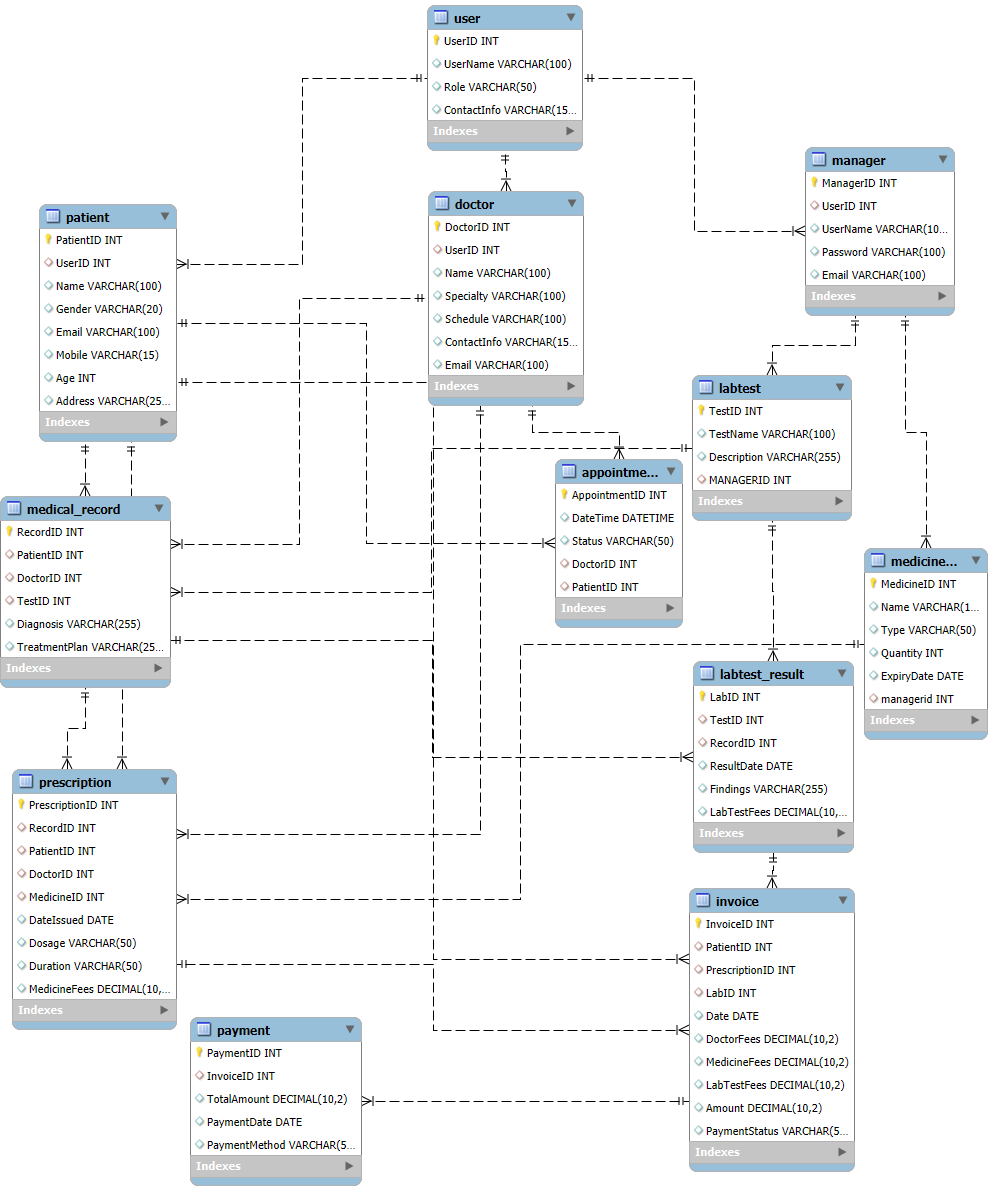 user
UserID INT
UserName VARCHAR(100)
Role VARCHAR(50)
ContactInfo VARCHAR(15...
Indexes
manager
ManagerID INT
UserID INT
UserName VARCHAR(10...
Password VARCHAR(100)
Email VARCHAR(100)
Indexes
doctor
DoctorID INT
UserID INT
Name VARCHAR(100)
Specialty VARCHAR(100)
Schedule VARCHAR(100)
ContactInfo VARCHAR(15...
Email VARCHAR(100)
Indexes
patient
PatientID INT
UserID INT
Name VARCHAR(100)
Gender VARCHAR(20)
Email VARCHAR(100)
Mobile VARCHAR(15)
Age INT
Address VARCHAR(25...
Indexes
labtest
TestID INT
TestName VARCHAR(100)
Description VARCHAR(255)
MANAGERID INT
Indexes
appointme...
AppointmentID INT
DateTime DATETIME
Status VARCHAR(50)
DoctorID INT
PatientID INT
Indexes
medical_record
RecordID INT
PatientID INT
DoctorID INT
TestID INT
Diagnosis VARCHAR(255)
TreatmentPlan VARCHAR(25...
Indexes
medicine...
MedicineID INT
Name VARCHAR(1...
Type VARCHAR(50)
Quantity INT
ExpiryDate DATE
managerid INT
Indexes
labtest_result
LabID INT
TestID INT
RecordID INT
ResultDate DATE
Findings VARCHAR(255)
LabTestFees DECIMAL(10,...
Indexes
prescription
PrescriptionID INT
RecordID INT
PatientID INT
DoctorID INT
MedicineID INT
DateIssued DATE
Dosage VARCHAR(50)
Duration VARCHAR(50)
MedicineFees DECIMAL(10,...
Indexes
invoice
InvoiceID INT
PatientID INT
PrescriptionID INT
LabID INT
Date DATE
DoctorFees DECIMAL(10,2)
MedicineFees DECIMAL(10,2)
LabTestFees DECIMAL(10,2)
Amount DECIMAL(10,2)
PaymentStatus VARCHAR(5...
Indexes
payment
PaymentID INT
InvoiceID INT
TotalAmount DECIMAL(10,2)
PaymentDate DATE
PaymentMethod VARCHAR(5...
Indexes